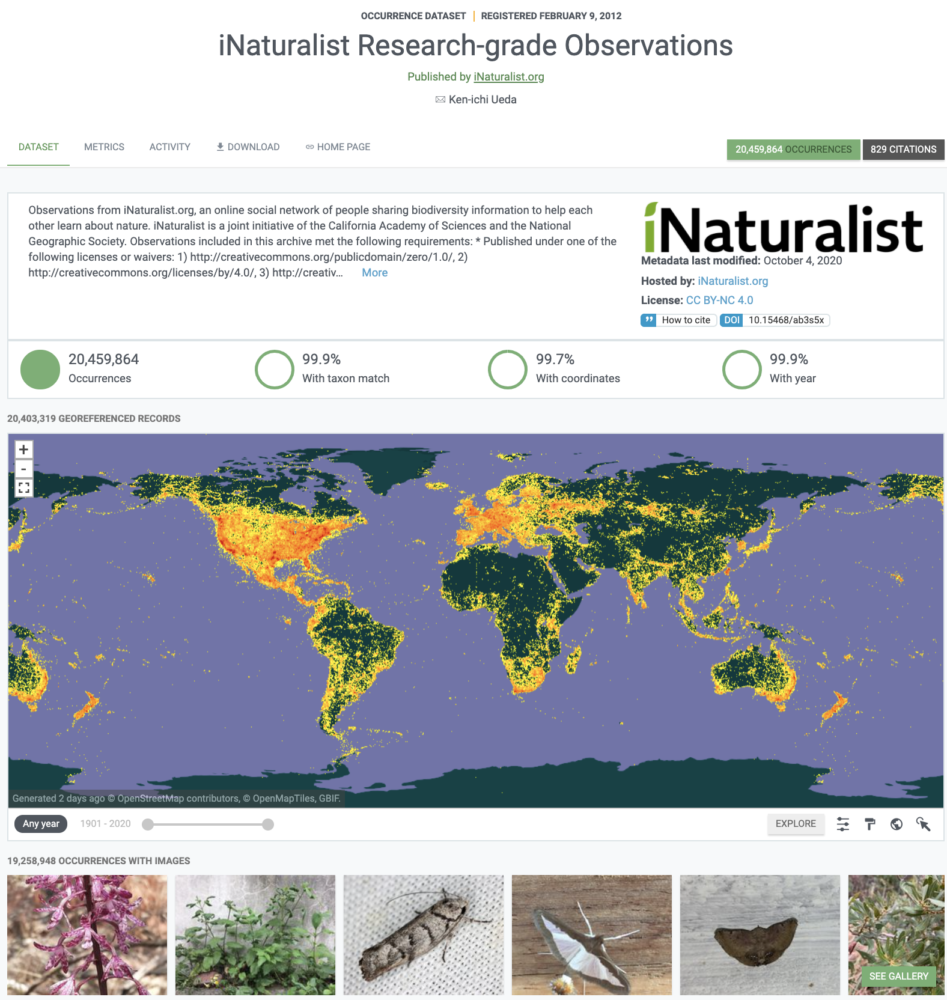 OCCURRENCE DATASET | REGISTERED FEBRUARY 9, 2012
iNaturalist Research-grade Observations
Published by iNaturalist.org
Ken-ichi Ueda
DATASET METRICS ACTIVITY DOWNLOAD HOME PAGE
20,459,864 OCCURRENCES 829 CITATIONS
Observations from iNaturalist.org, an online social network of people sharing biodiversity information to help each
other learn about nature. iNaturalist is a joint initiative of the California Academy of Sciences and the National
Geographic Society. Observations included in this archive met the following requirements: * Published under one of the
following licenses or waivers: 1) http://creativecommons.org/publicdomain/zero/1.0/, 2)
http://creativecommons.org/licenses/by/4.0/, 3) http://creativ... More
iNaturalist
Metadata last modified: October 4, 2020
Hosted by: iNaturalist.org
License: CC BY-NC 4.0
How to cite DOI 10.15468/ab3s5x
20,459,864
Occurrences
99.9%
With taxon match
99.7%
With coordinates
99.9%
With year
20,403,319 GEOREFERENCED RECORDS
+
-
Generated 2 days ago © OpenStreetMap contributors, © OpenMapTiles, GBIF.
Any year 1901 - 2020
EXPLORE
19,258,948 OCCURRENCES WITH IMAGES
SEE GALLERY